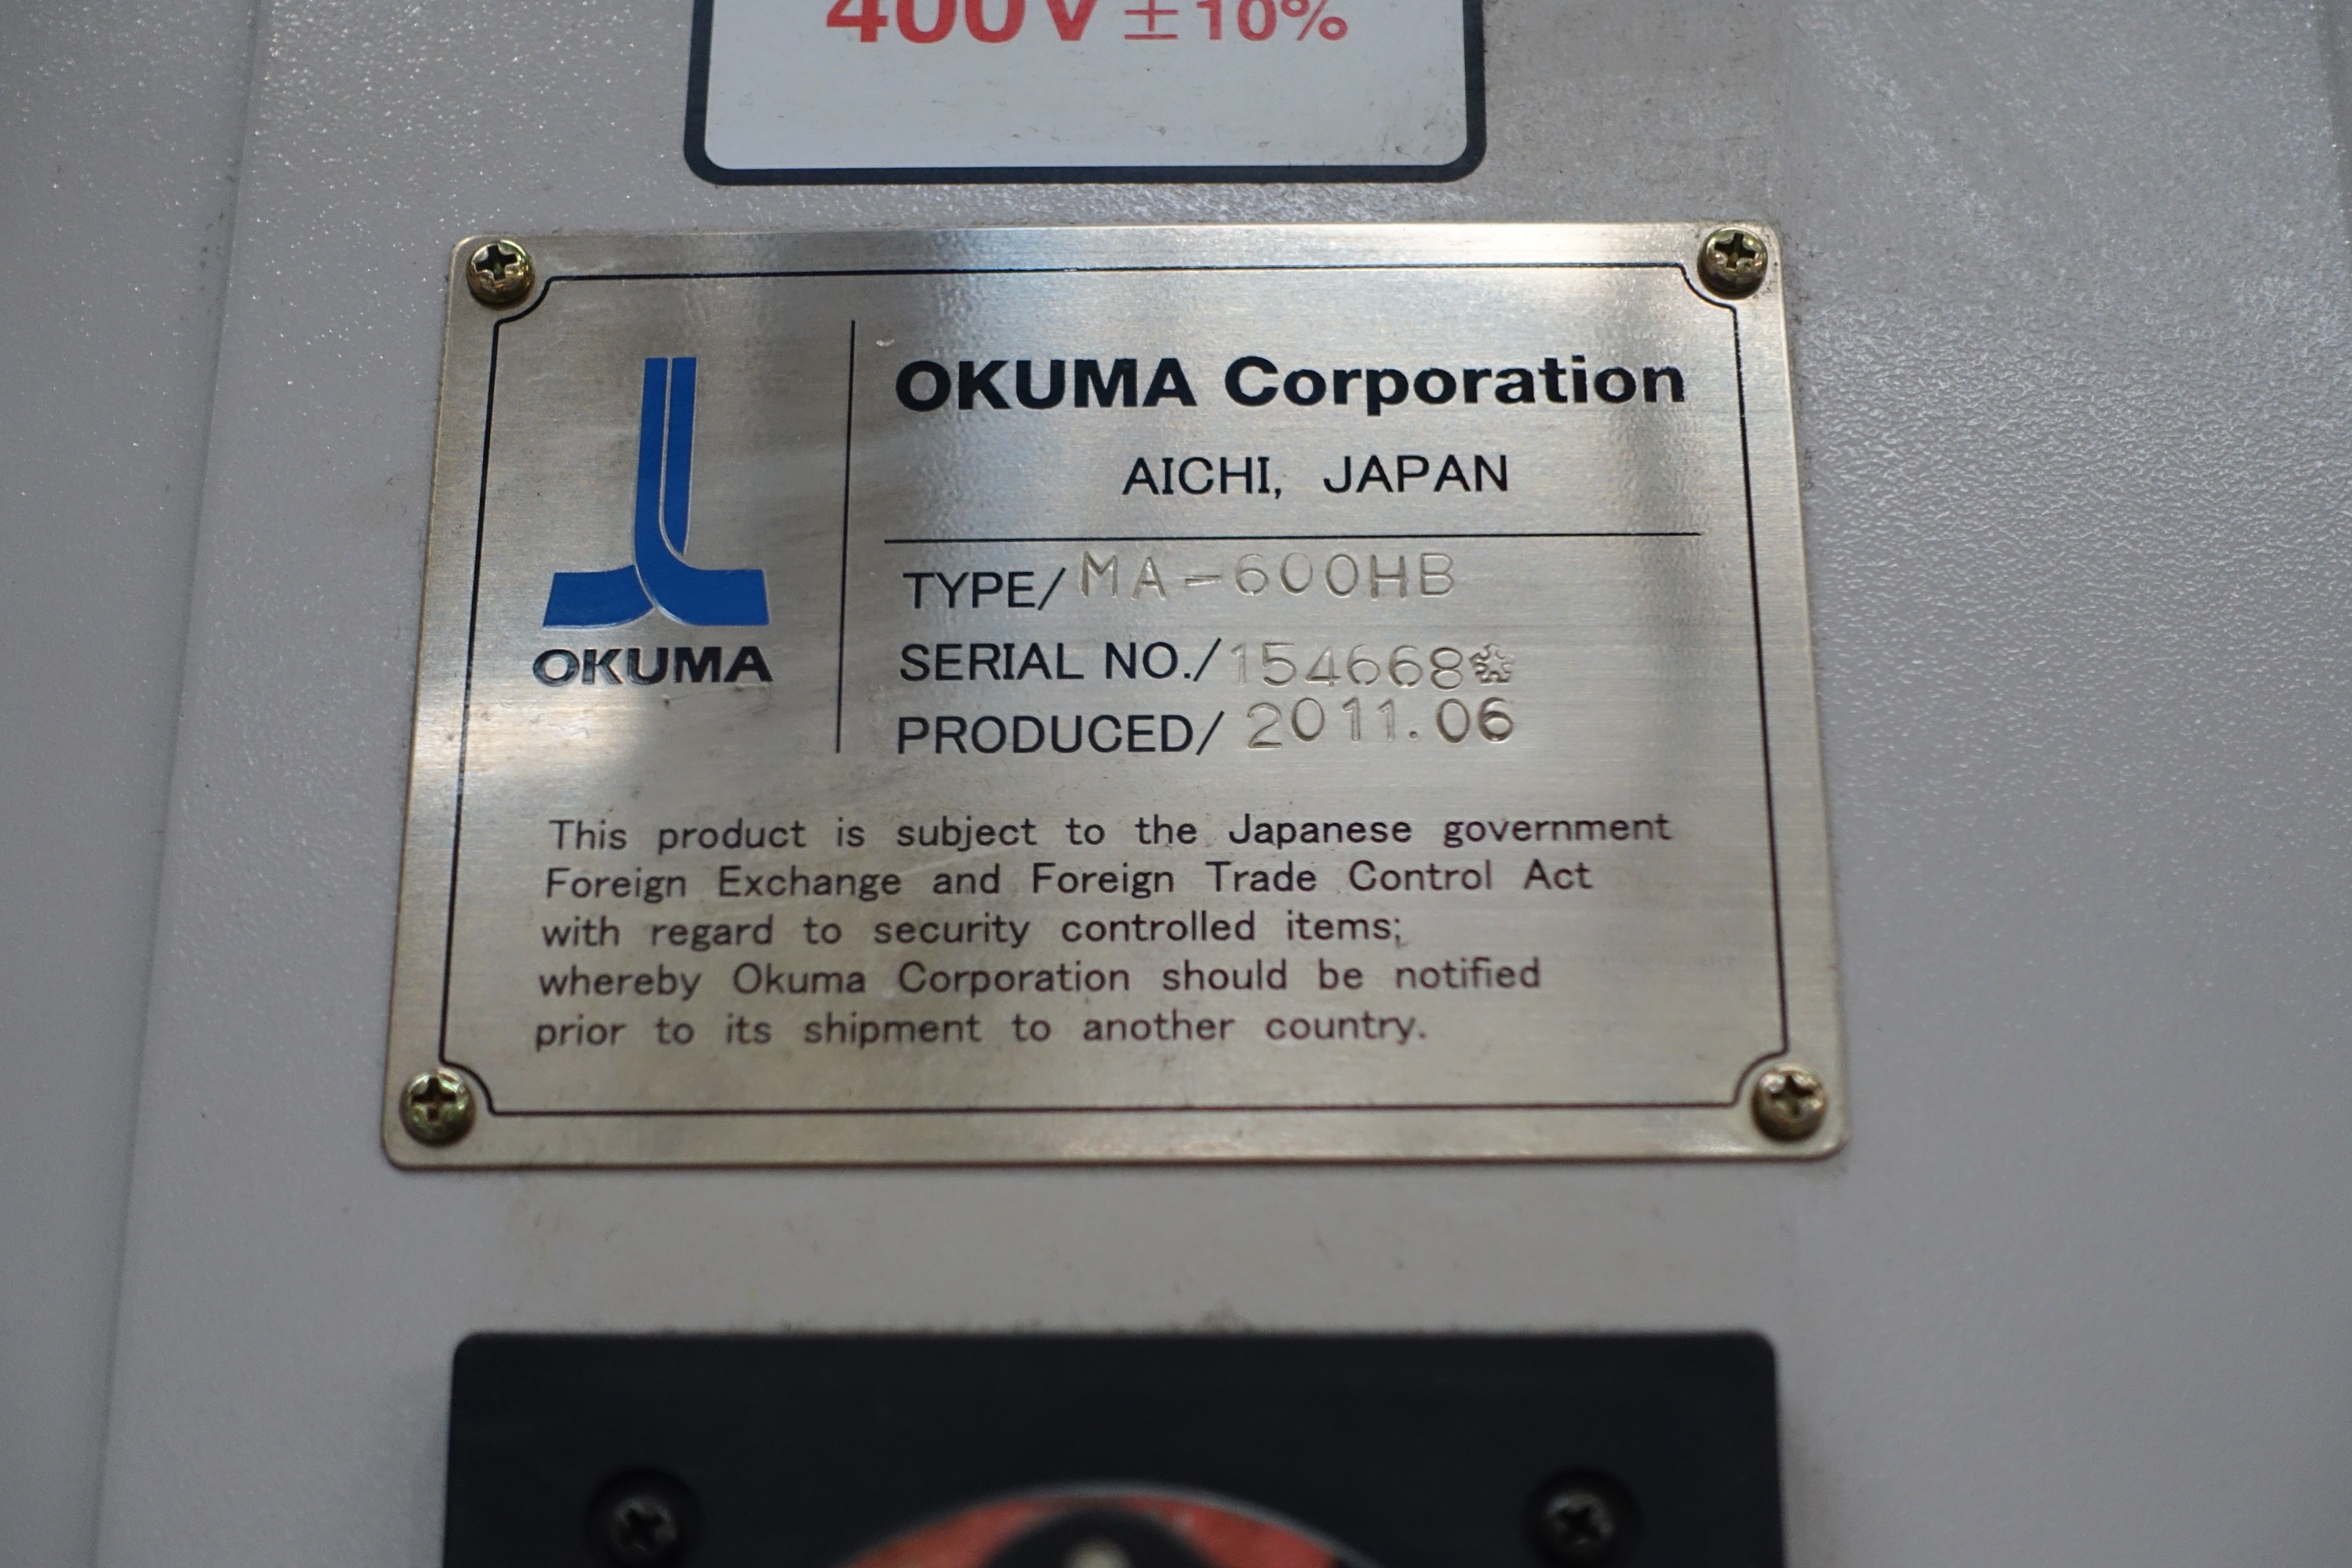 400V±10%
OKUMA Corporation
AICHI, JAPAN
TYPE/MA-600HB
SERIAL NO./154668
PRODUCED/2011.06
OKUMA
This product is subject to the Japanese government
Foreign Exchange and Foreign Trade Control Act
with regard to security controlled items;
whereby Okuma Corporation should be notified
prior to its shipment to another country.